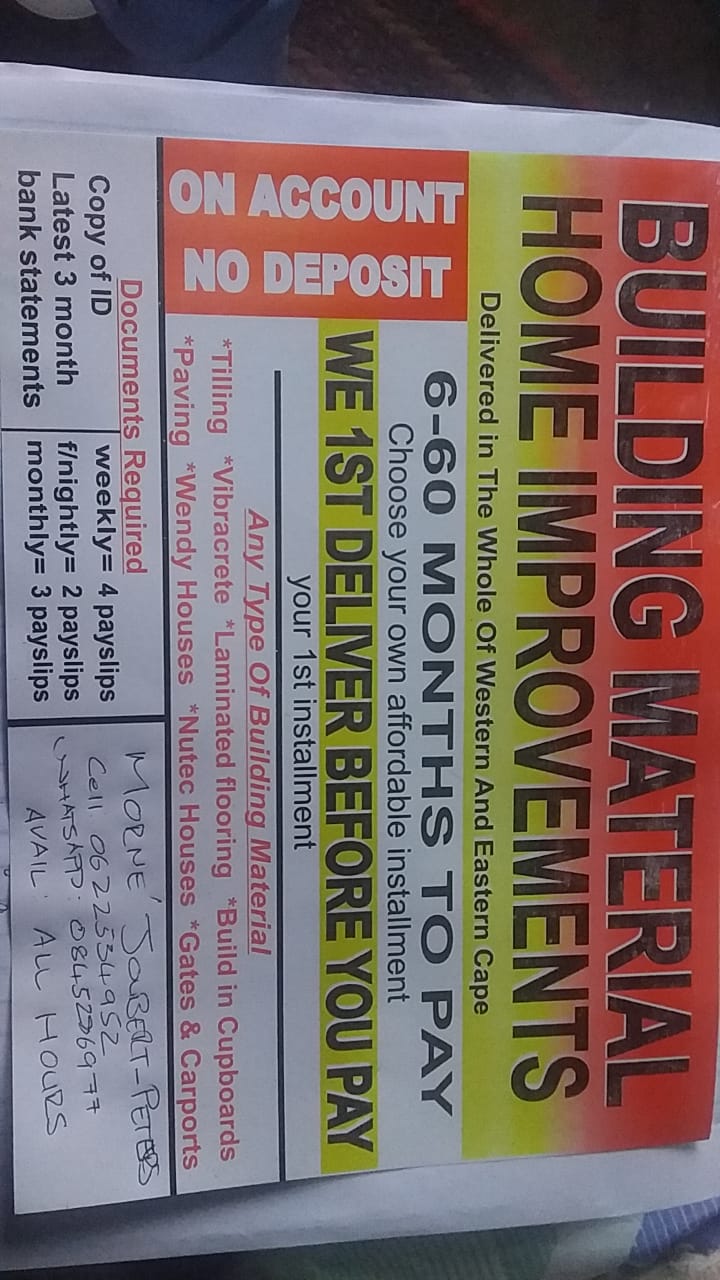 BUILDING MATERIAL
HOME IMPROVEMENTS
Delivered in The Whole Of Western And Eastern Cape
ON ACCOUNT
NO DEPOSIT
6-60 MONTHS TO PAY
Choose your own affordable installment
WE 1ST DELIVER BEFORE YOU PAY
your 1st installment
Any Type Of Building Material
*Tilling *Vibracrete *Laminated flooring *Build in Cupboards
*Paving *Wendy Houses *Nutec Houses *Gates & Carports
Documents Required
Copy of ID
Latest 3 month
bank statements
weekly= 4 payslips
f/nightly= 2 payslips
monthly= 3 payslips
MORNE' JOUBERT-PETERS
Cell: 0622534952
WHATSAPP:
AVAIL: ALL HOURS